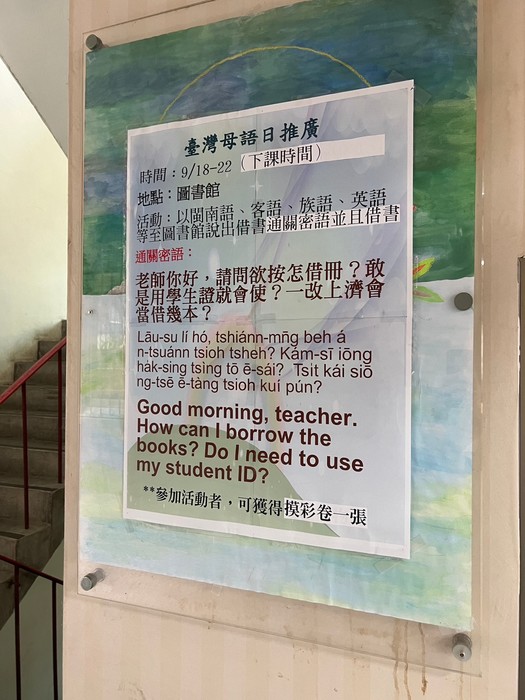 臺灣母語日推廣
時間：9/18-22（下課時間）
地點：圖書館
活動：以閩南語、客語、族語、英語
等至圖書館說出借書通關密語並且借書
通關密語：
老師你好，請問欲按怎借冊？敢
是用學生證就會使？一改上濟會
當借幾本？
Lāu-su lí hó, tshiánn-mn̄g beh á
n-tsuánn tsioh tsheh? Kám-sī iōng
ha̍k-sing tsìng tō ē-sái? Tsit kái siō
ng-tsē ē-tàng tsioh kuí pún?
Good morning, teacher.
How can I borrow the
books? Do I need to use
my student ID?
**參加活動者，可獲得摸彩卷一張